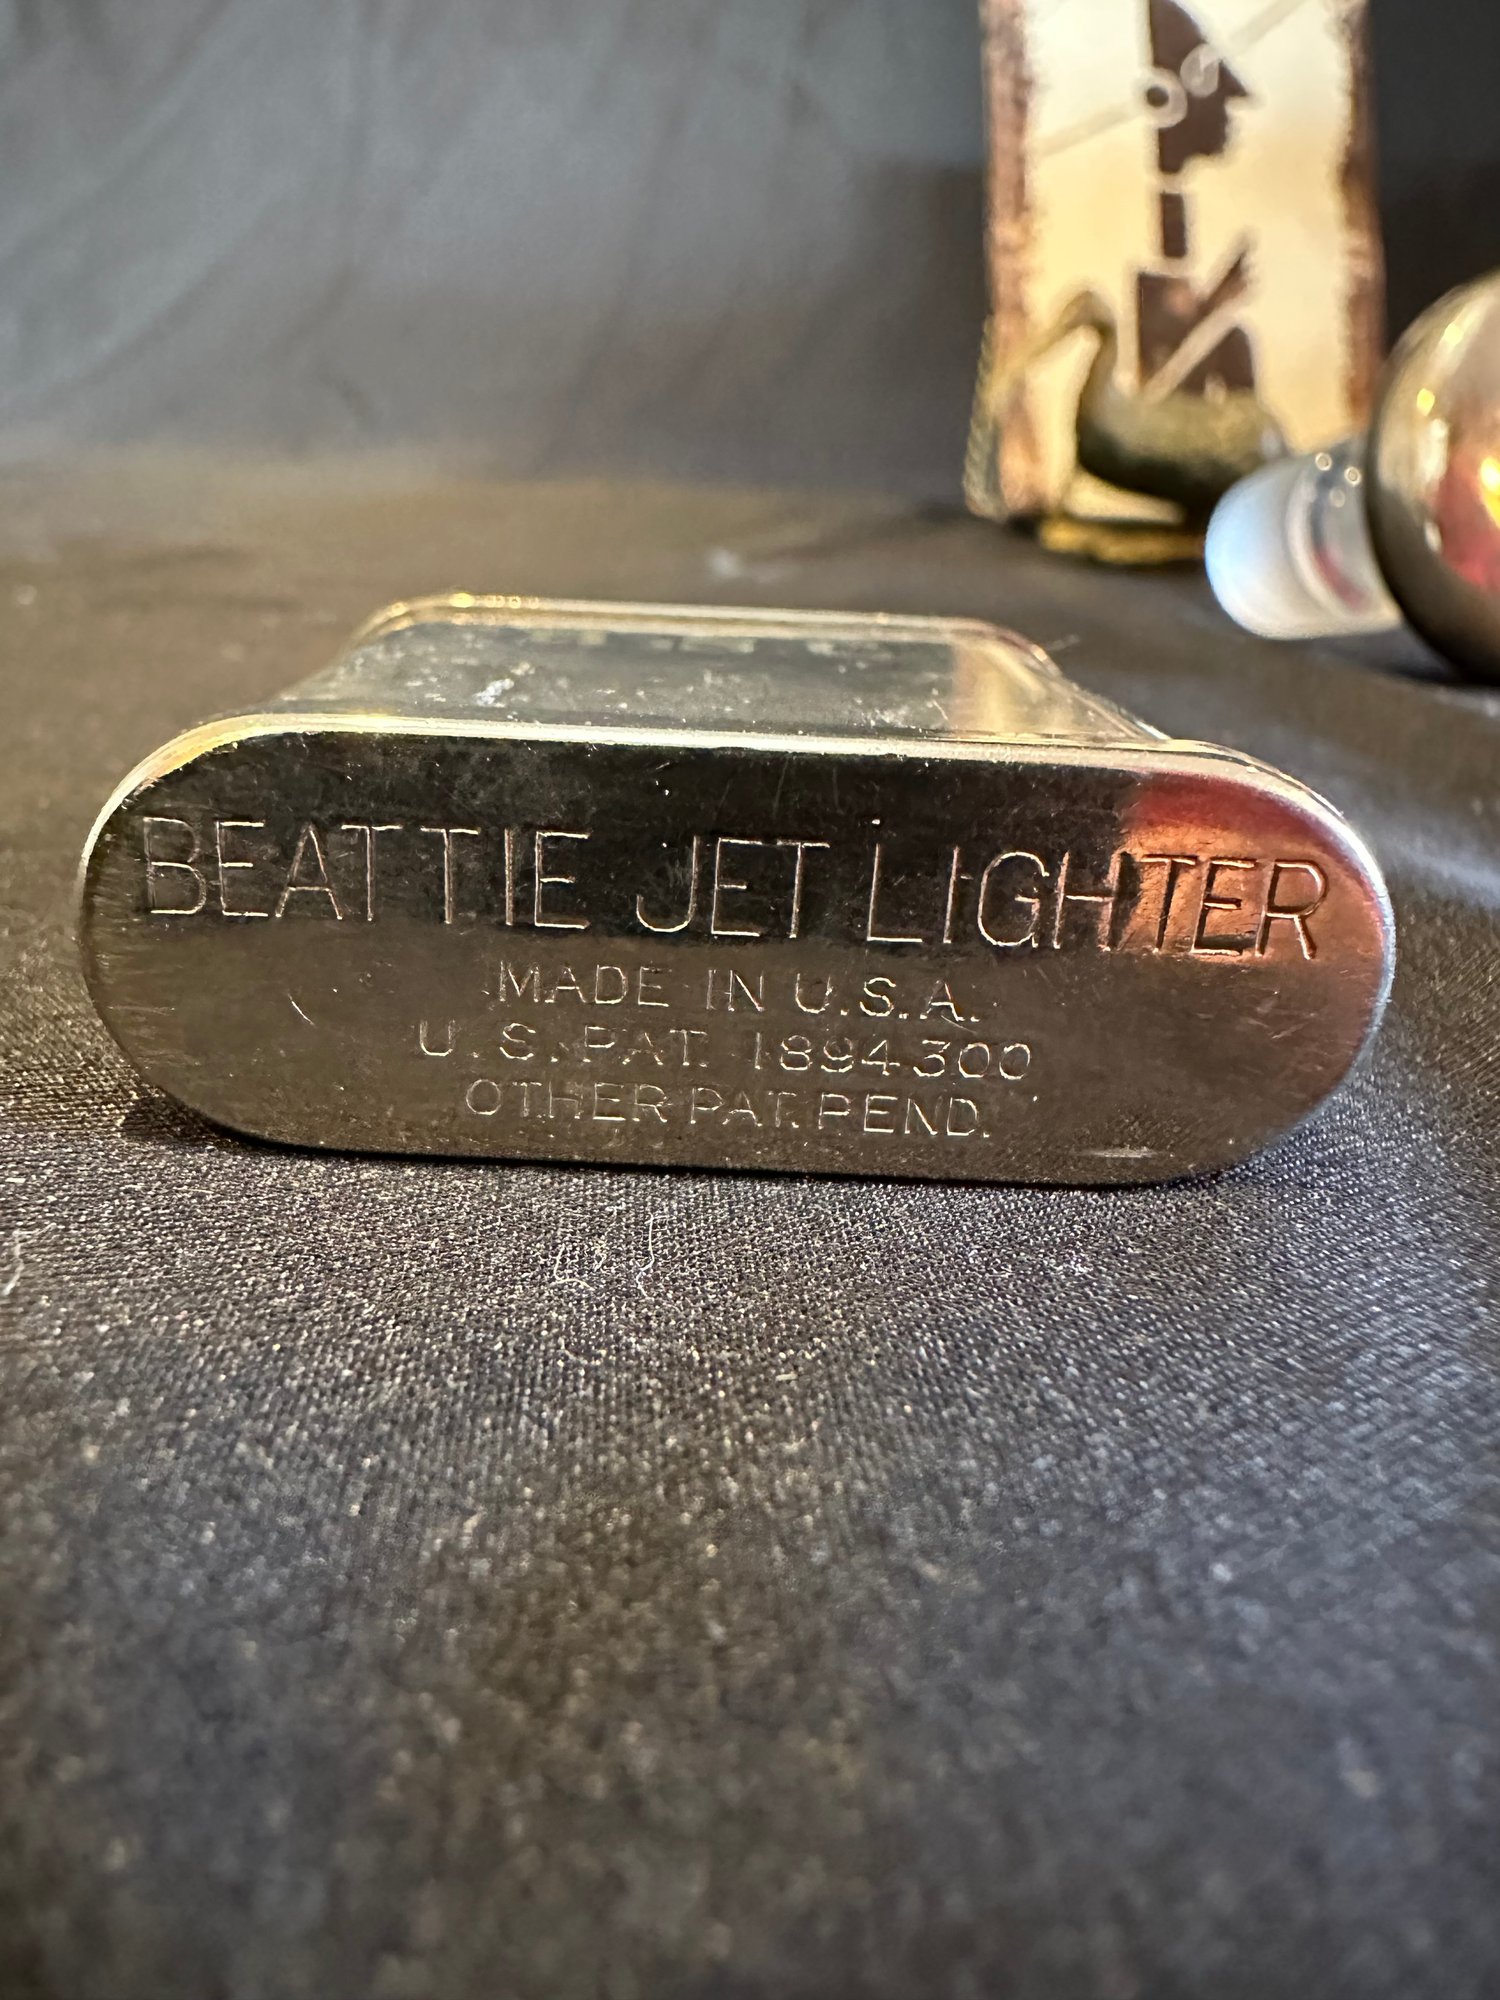 BEATTIE JET LIGHTER
MADE IN U.S.A.
U.S. PAT. 1894300
OTHER PAT. PEND.